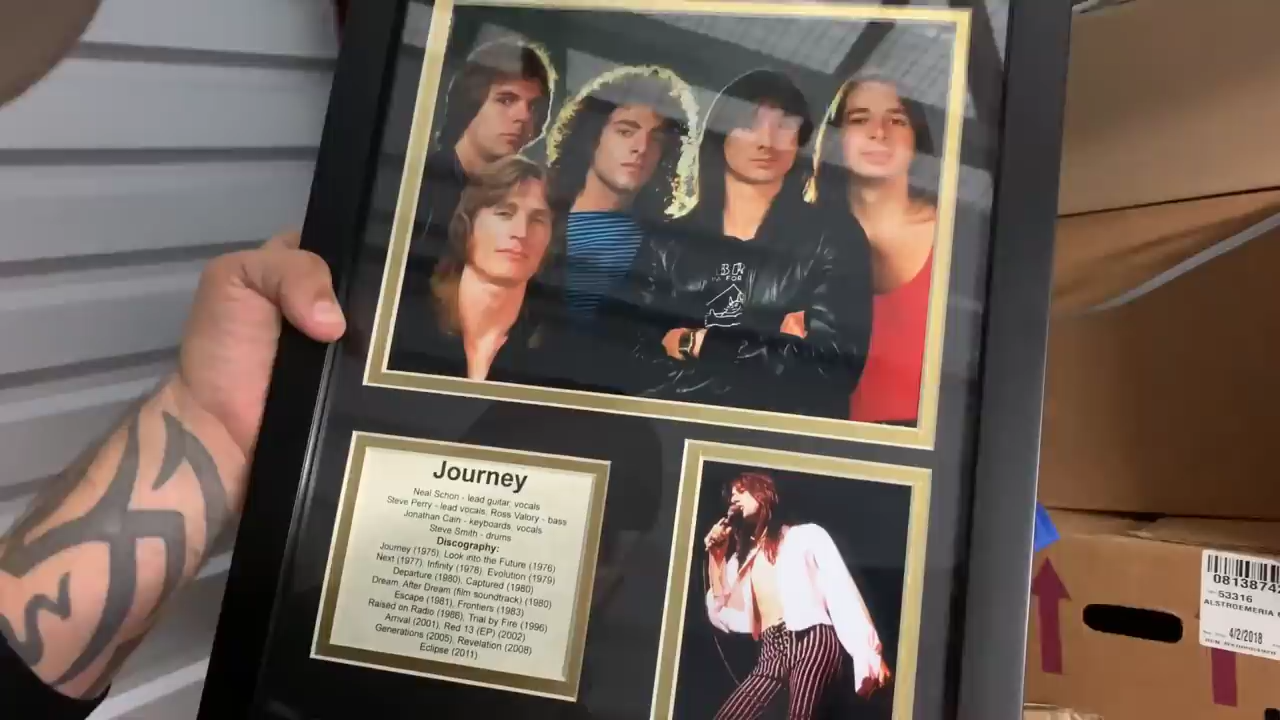 Journey
Neal Schon - lead guitar, vocals
Steve Perry - lead vocals, Ross Valory - bass
Jonathan Cain - keyboards, vocals
Steve Smith - drums
Discography:
Journey (1975), Look into the Future (1976)
Next (1977), Infinity (1978), Evolution (1979)
Departure (1980), Captured (1980)
Dream, After Dream (film soundtrack) (1980)
Escape (1981), Frontiers (1983)
Raised on Radio (1986), Trial by Fire (1996)
Arrival (2001), Red 13 (EP) (2002)
Generations (2005), Revelation (2008)
Eclipse (2011)
53316
ALSTROEMERIA
4/2/2018